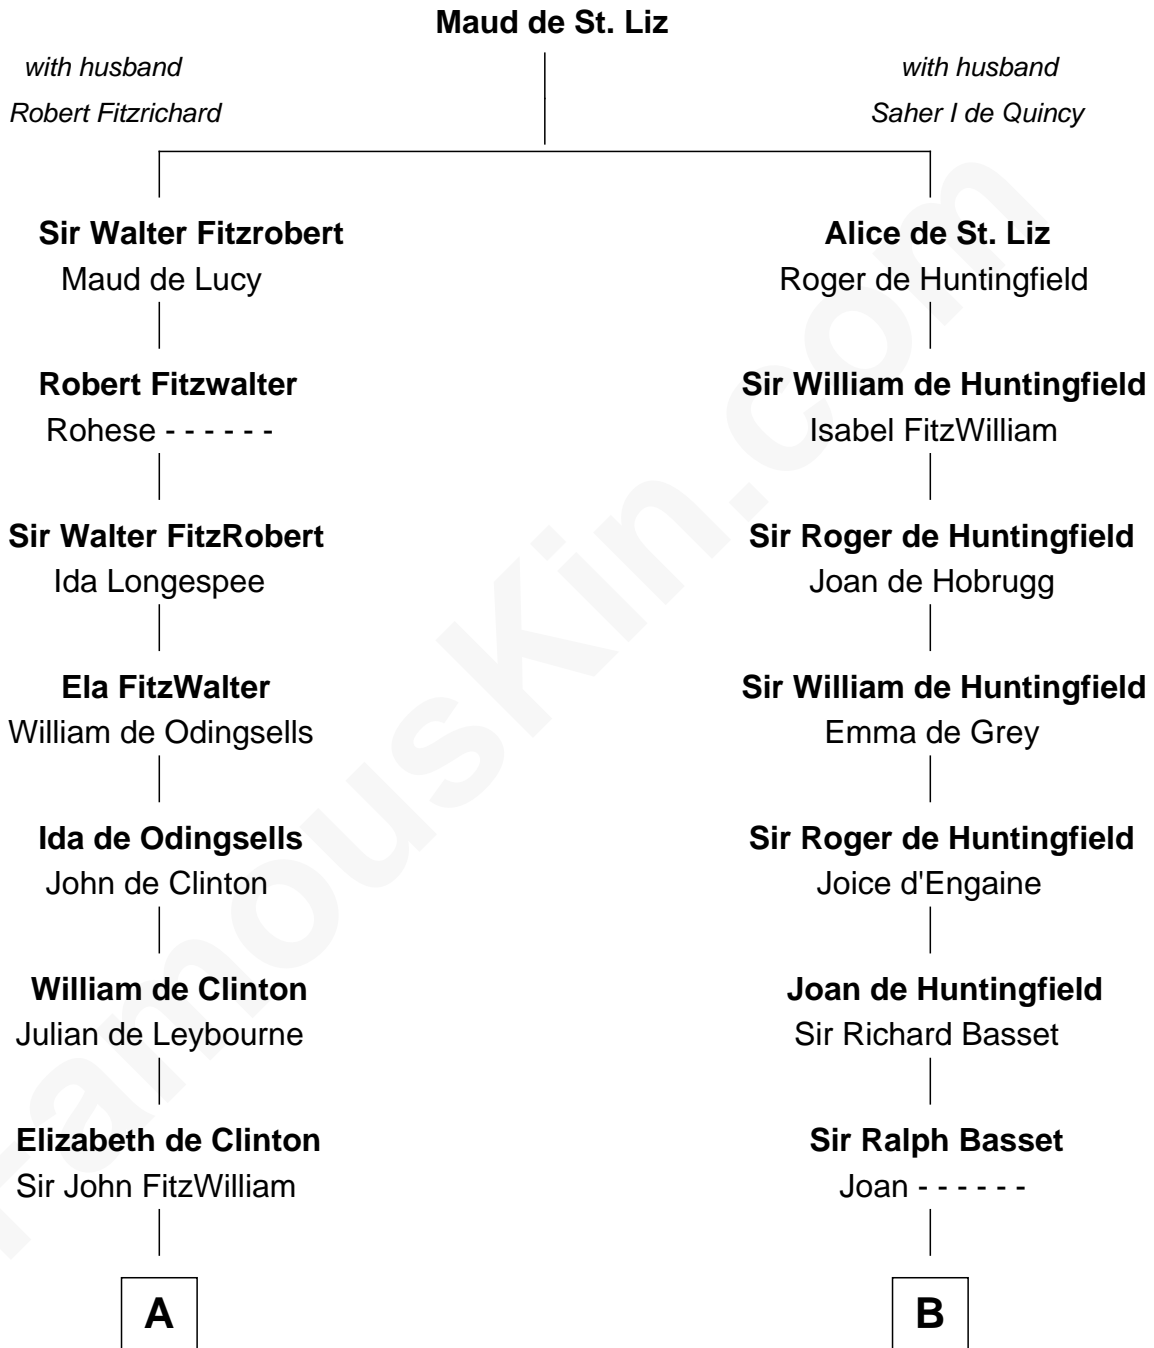 Maud de St. Liz
with husband
Robert Fitzrichard
with husband
Saher I de Quincy
Sir Walter Fitzrobert
Maud de Lucy
Alice de St. Liz
Roger de Huntingfield
Robert Fitzwalter
Rohese - - - - - -
Sir William de Huntingfield
Isabel FitzWilliam
Sir Walter FitzRobert
Ida Longespee
Sir Roger de Huntingfield
Joan de Hobrugg
Ela FitzWalter
William de Odingsells
Sir William de Huntingfield
Emma de Grey
Ida de Odingsells
John de Clinton
Sir Roger de Huntingfield
Joice d'Engaine
William de Clinton
Julian de Leybourne
Joan de Huntingfield
Sir Richard Basset
Elizabeth de Clinton
Sir John FitzWilliam
Sir Ralph Basset
Joan - - - - - -
A
B
FamousKin.com